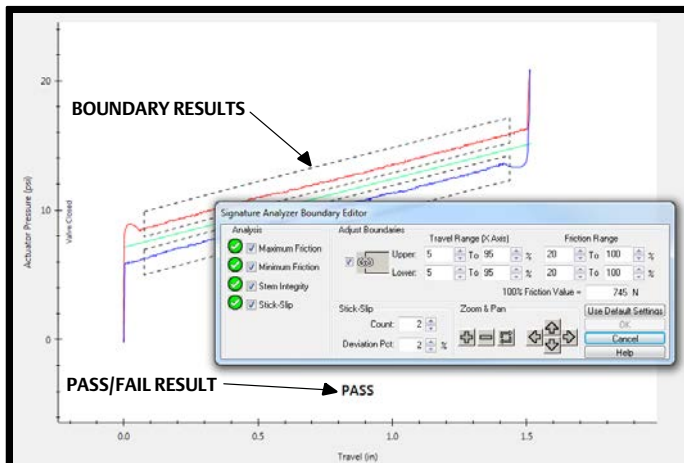 20
BOUNDARY RESULTS
Actuator Pressure (psi)
10
Valve Closed
0
Signature Analyzer Boundary Editor
Analysis
Maximum Friction
Minimum Friction
Stem Integrity
Stick-Slip
Adjust Boundaries
Travel Range (X Axis) Friction Range
Upper: 5 To 95 % 20 To 100 %
Lower: 5 To 95 % 20 To 100 %
100% Friction Value = 745 N
Stick-Slip
Count: 2
Deviation Pct: 2 %
Zoom & Pan
Use Default Settings
OK
Cancel
Help
PASS/FAIL RESULT
PASS
0.0 0.5 1.0 1.5
Travel (in)